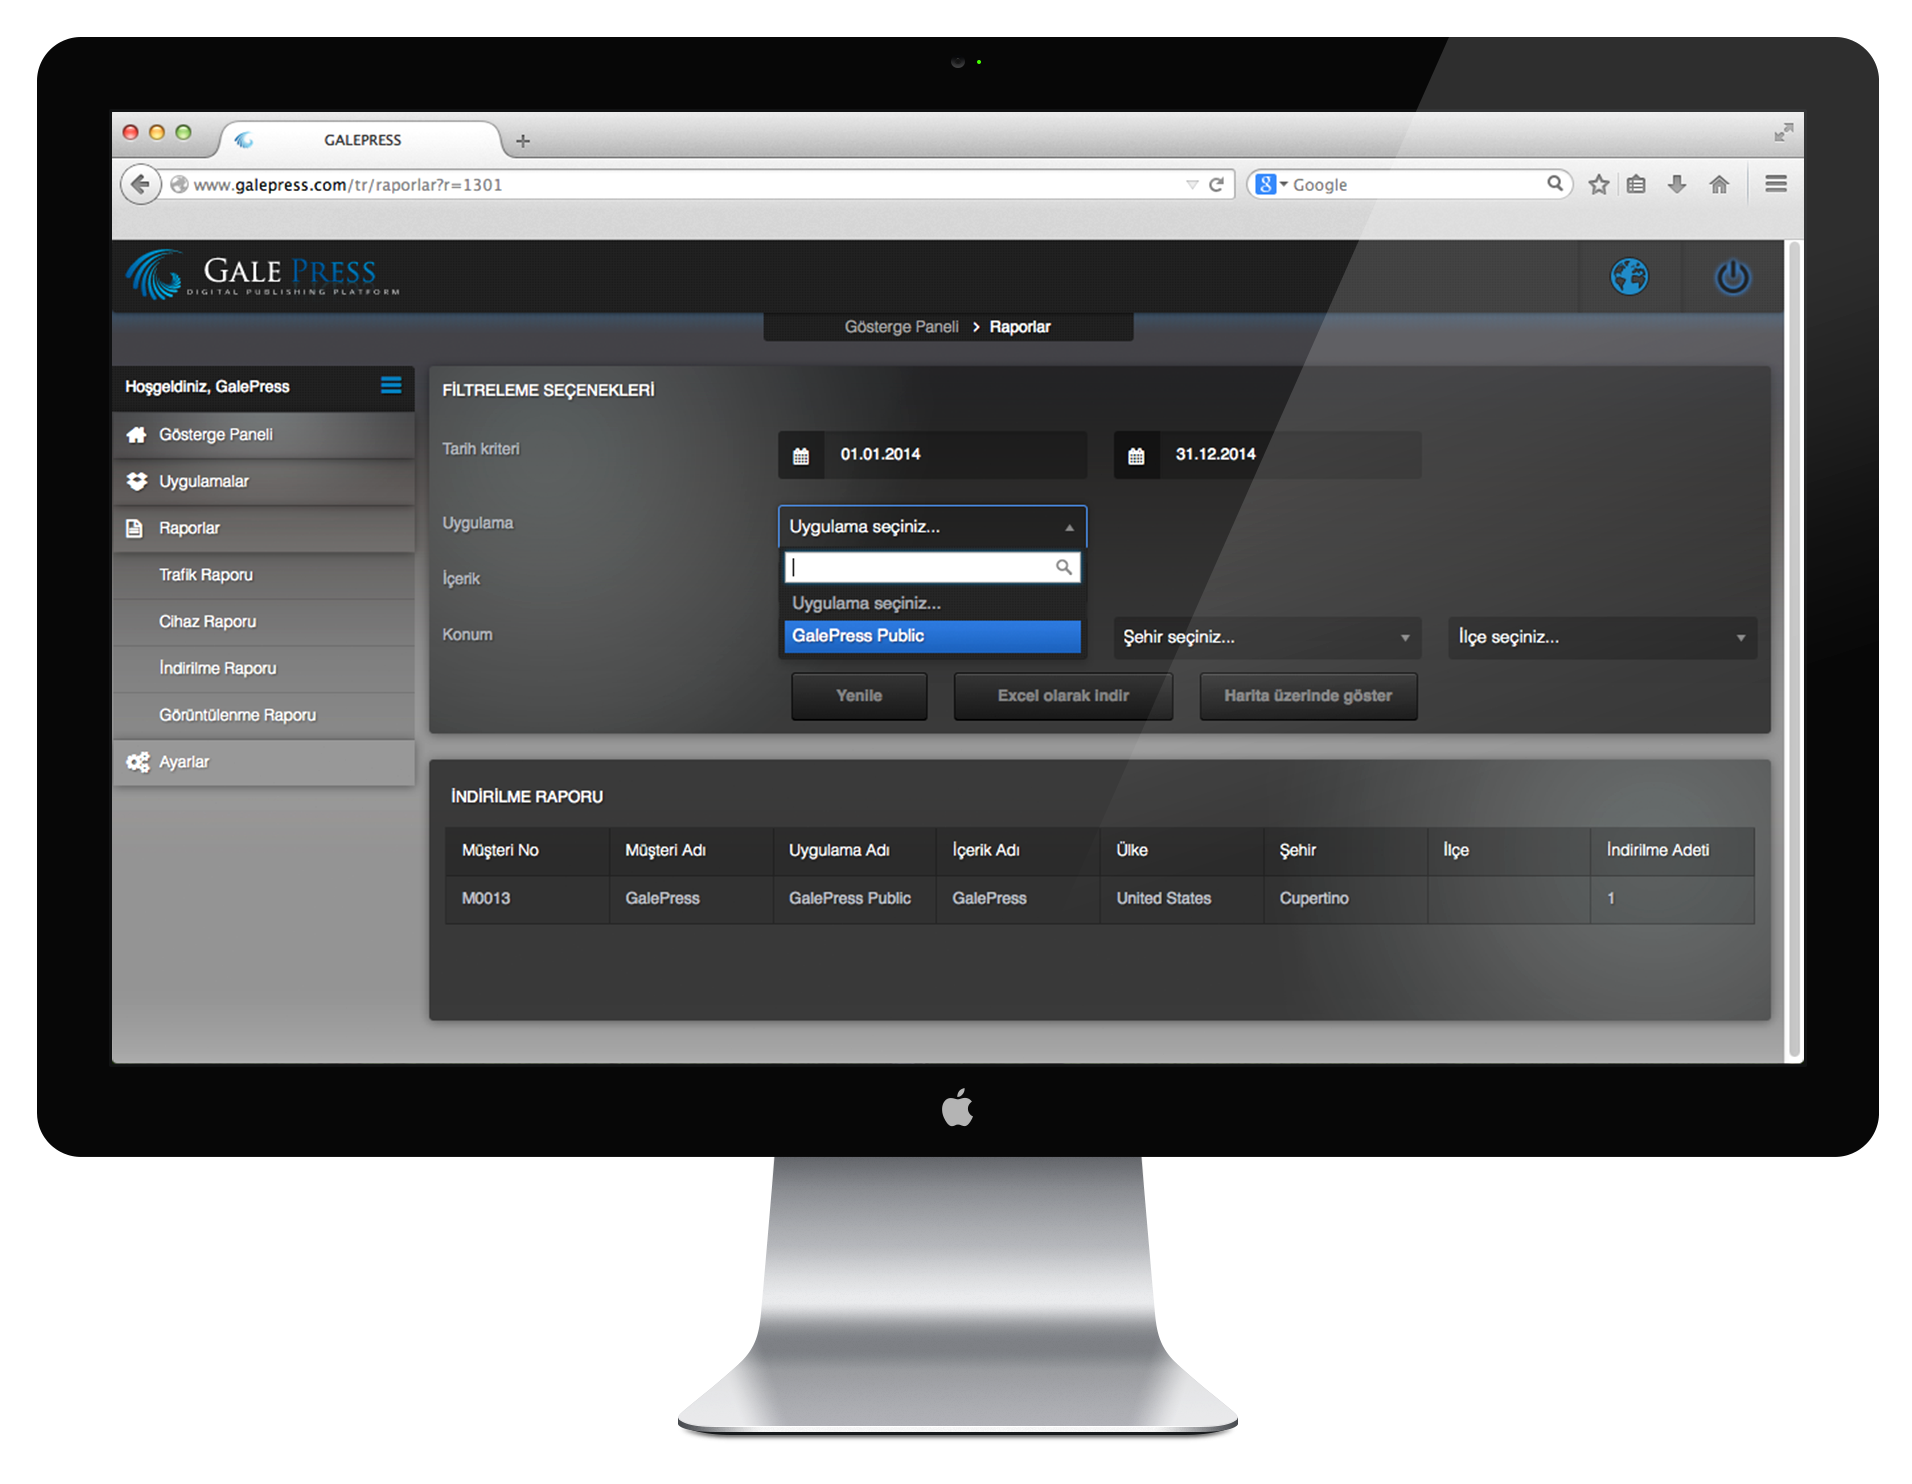 GALEPRESS
www.galepress.com/tr/raporlar?r=1301
Google
GALE PRESS
DIGITAL PUBLISHING PLATFORM
Gösterge Paneli > Raporlar
Hoşgeldiniz, GalePress
Gösterge Paneli
Uygulamalar
Raporlar
Trafik Raporu
Cihaz Raporu
İndirilme Raporu
Görüntülenme Raporu
Ayarlar
FİLTRELEME SEÇENEKLERİ
Tarih kriteri 01.01.2014 31.12.2014
Uygulama Uygulama seçiniz...
İçerik
Uygulama seçiniz...
Konum GalePress Public Şehir seçiniz... İlçe seçiniz...
Yenile Excel olarak indir Harita üzerinde göster
İNDİRİLME RAPORU
Müşteri No Müşteri Adı Uygulama Adı İçerik Adı Ülke Şehir İlçe İndirilme Adeti
M0013 GalePress GalePress Public GalePress United States Cupertino 1